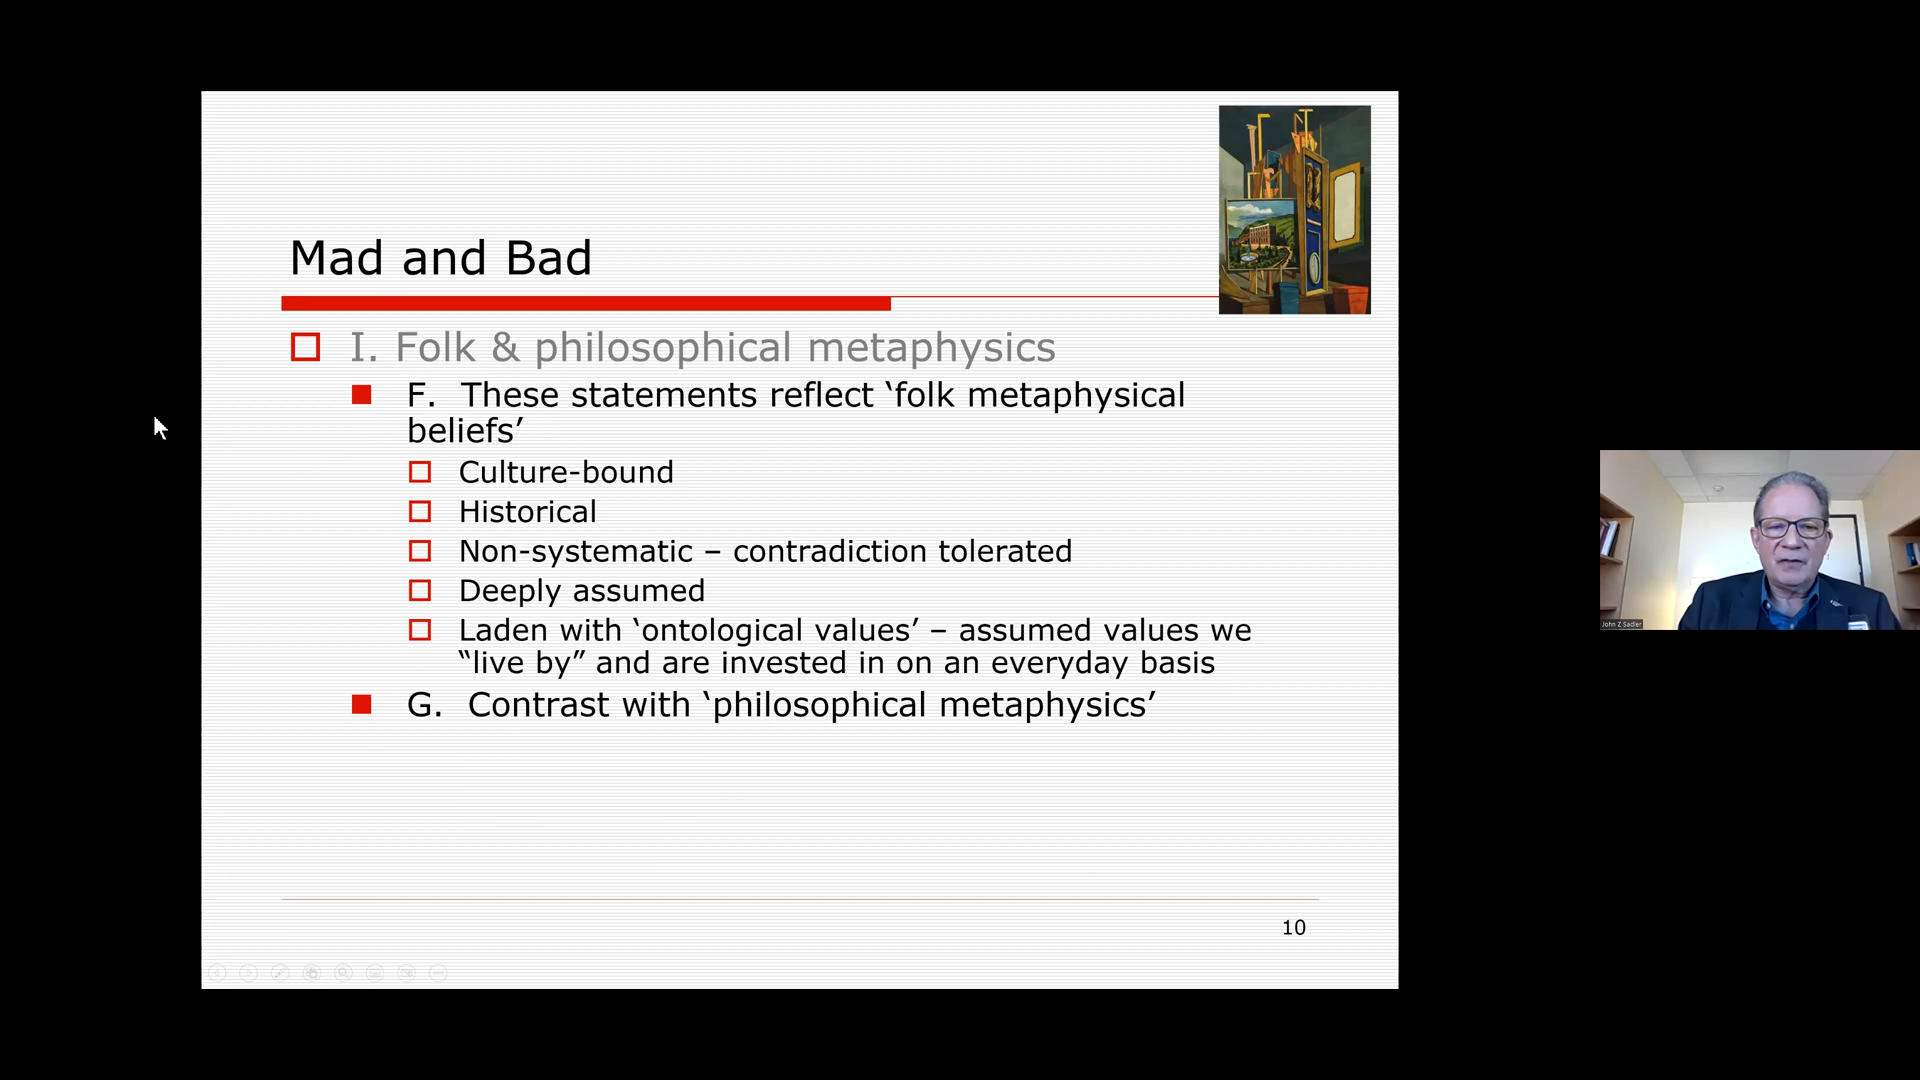 Mad and Bad
I. Folk & philosophical metaphysics
F. These statements reflect ‘folk metaphysical
beliefs’
Culture-bound
Historical
Non-systematic – contradiction tolerated
Deeply assumed
Laden with ‘ontological values’ – assumed values we
“live by” and are invested in on an everyday basis
G. Contrast with ‘philosophical metaphysics’
10
John Z Sadler